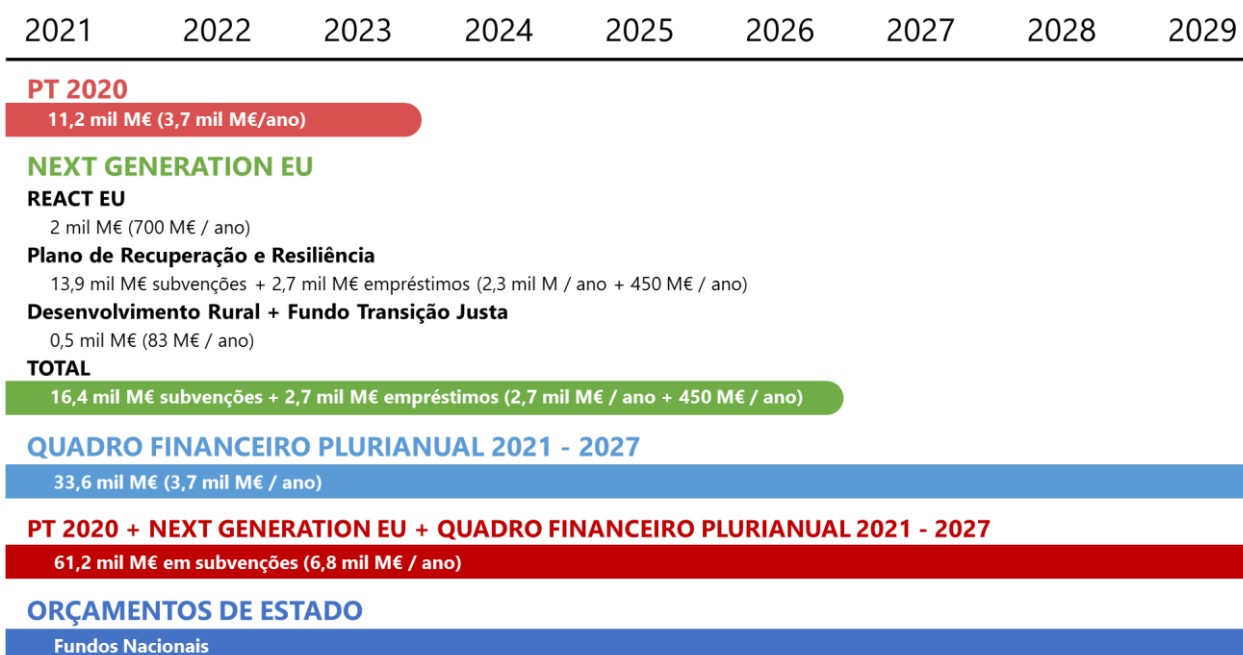 2021 2022 2023 2024 2025 2026 2027 2028 2029
PT 2020
11,2 mil M€ (3,7 mil M€/ano)
NEXT GENERATION EU
REACT EU
2 mil M€ (700 M€ / ano)
Plano de Recuperação e Resiliência
13,9 mil M€ subvenções + 2,7 mil M€ empréstimos (2,3 mil M / ano + 450 M€ / ano)
Desenvolvimento Rural + Fundo Transição Justa
0,5 mil M€ (83 M€ / ano)
TOTAL
16,4 mil M€ subvenções + 2,7 mil M€ empréstimos (2,7 mil M€ / ano + 450 M€ / ano)
QUADRO FINANCEIRO PLURIANUAL 2021 - 2027
33,6 mil M€ (3,7 mil M€ / ano)
PT 2020 + NEXT GENERATION EU + QUADRO FINANCEIRO PLURIANUAL 2021 - 2027
61,2 mil M€ em subvenções (6,8 mil M€ / ano)
ORÇAMENTOS DE ESTADO
Fundos Nacionais